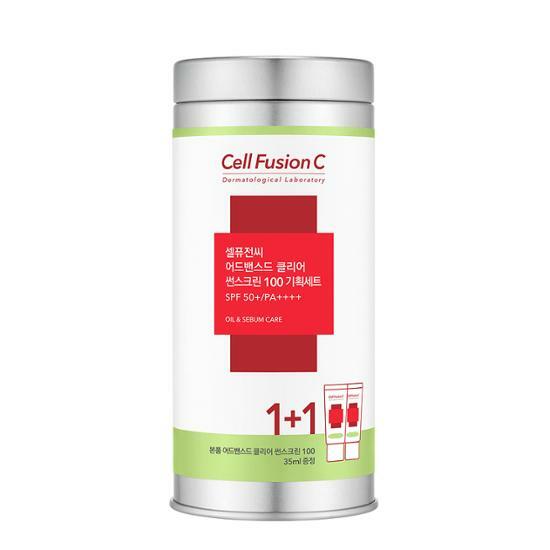 Cell Fusion C
Dermatological Laboratory
셀퓨전씨
어드밴스드 클리어
썬스크린 100 기획세트
SPF 50+/PA++++
OIL & SEBUM CARE
1+1
본품 어드밴스드 클리어 썬스크린 100
35ml 증정